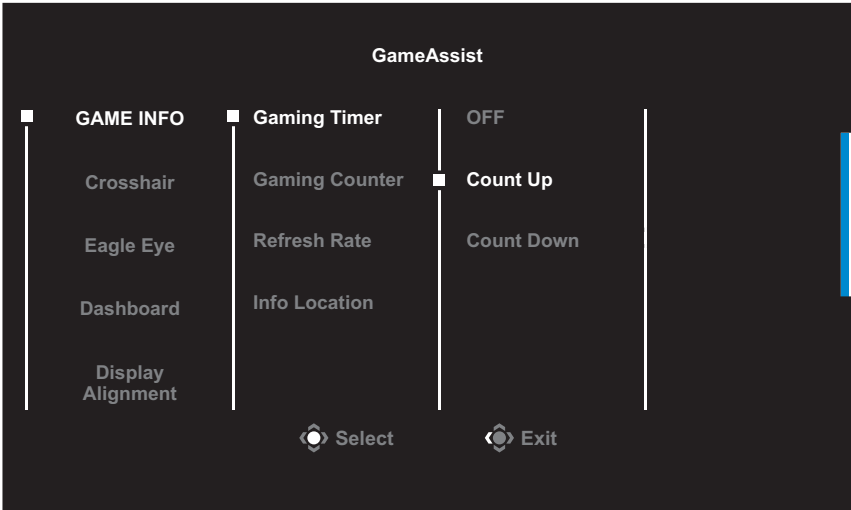 GameAssist
GAME INFO
Crosshair
Eagle Eye
Dashboard
Display
Alignment
Gaming Timer
Gaming Counter
Refresh Rate
Info Location
OFF
Count Up
Count Down
Select
Exit